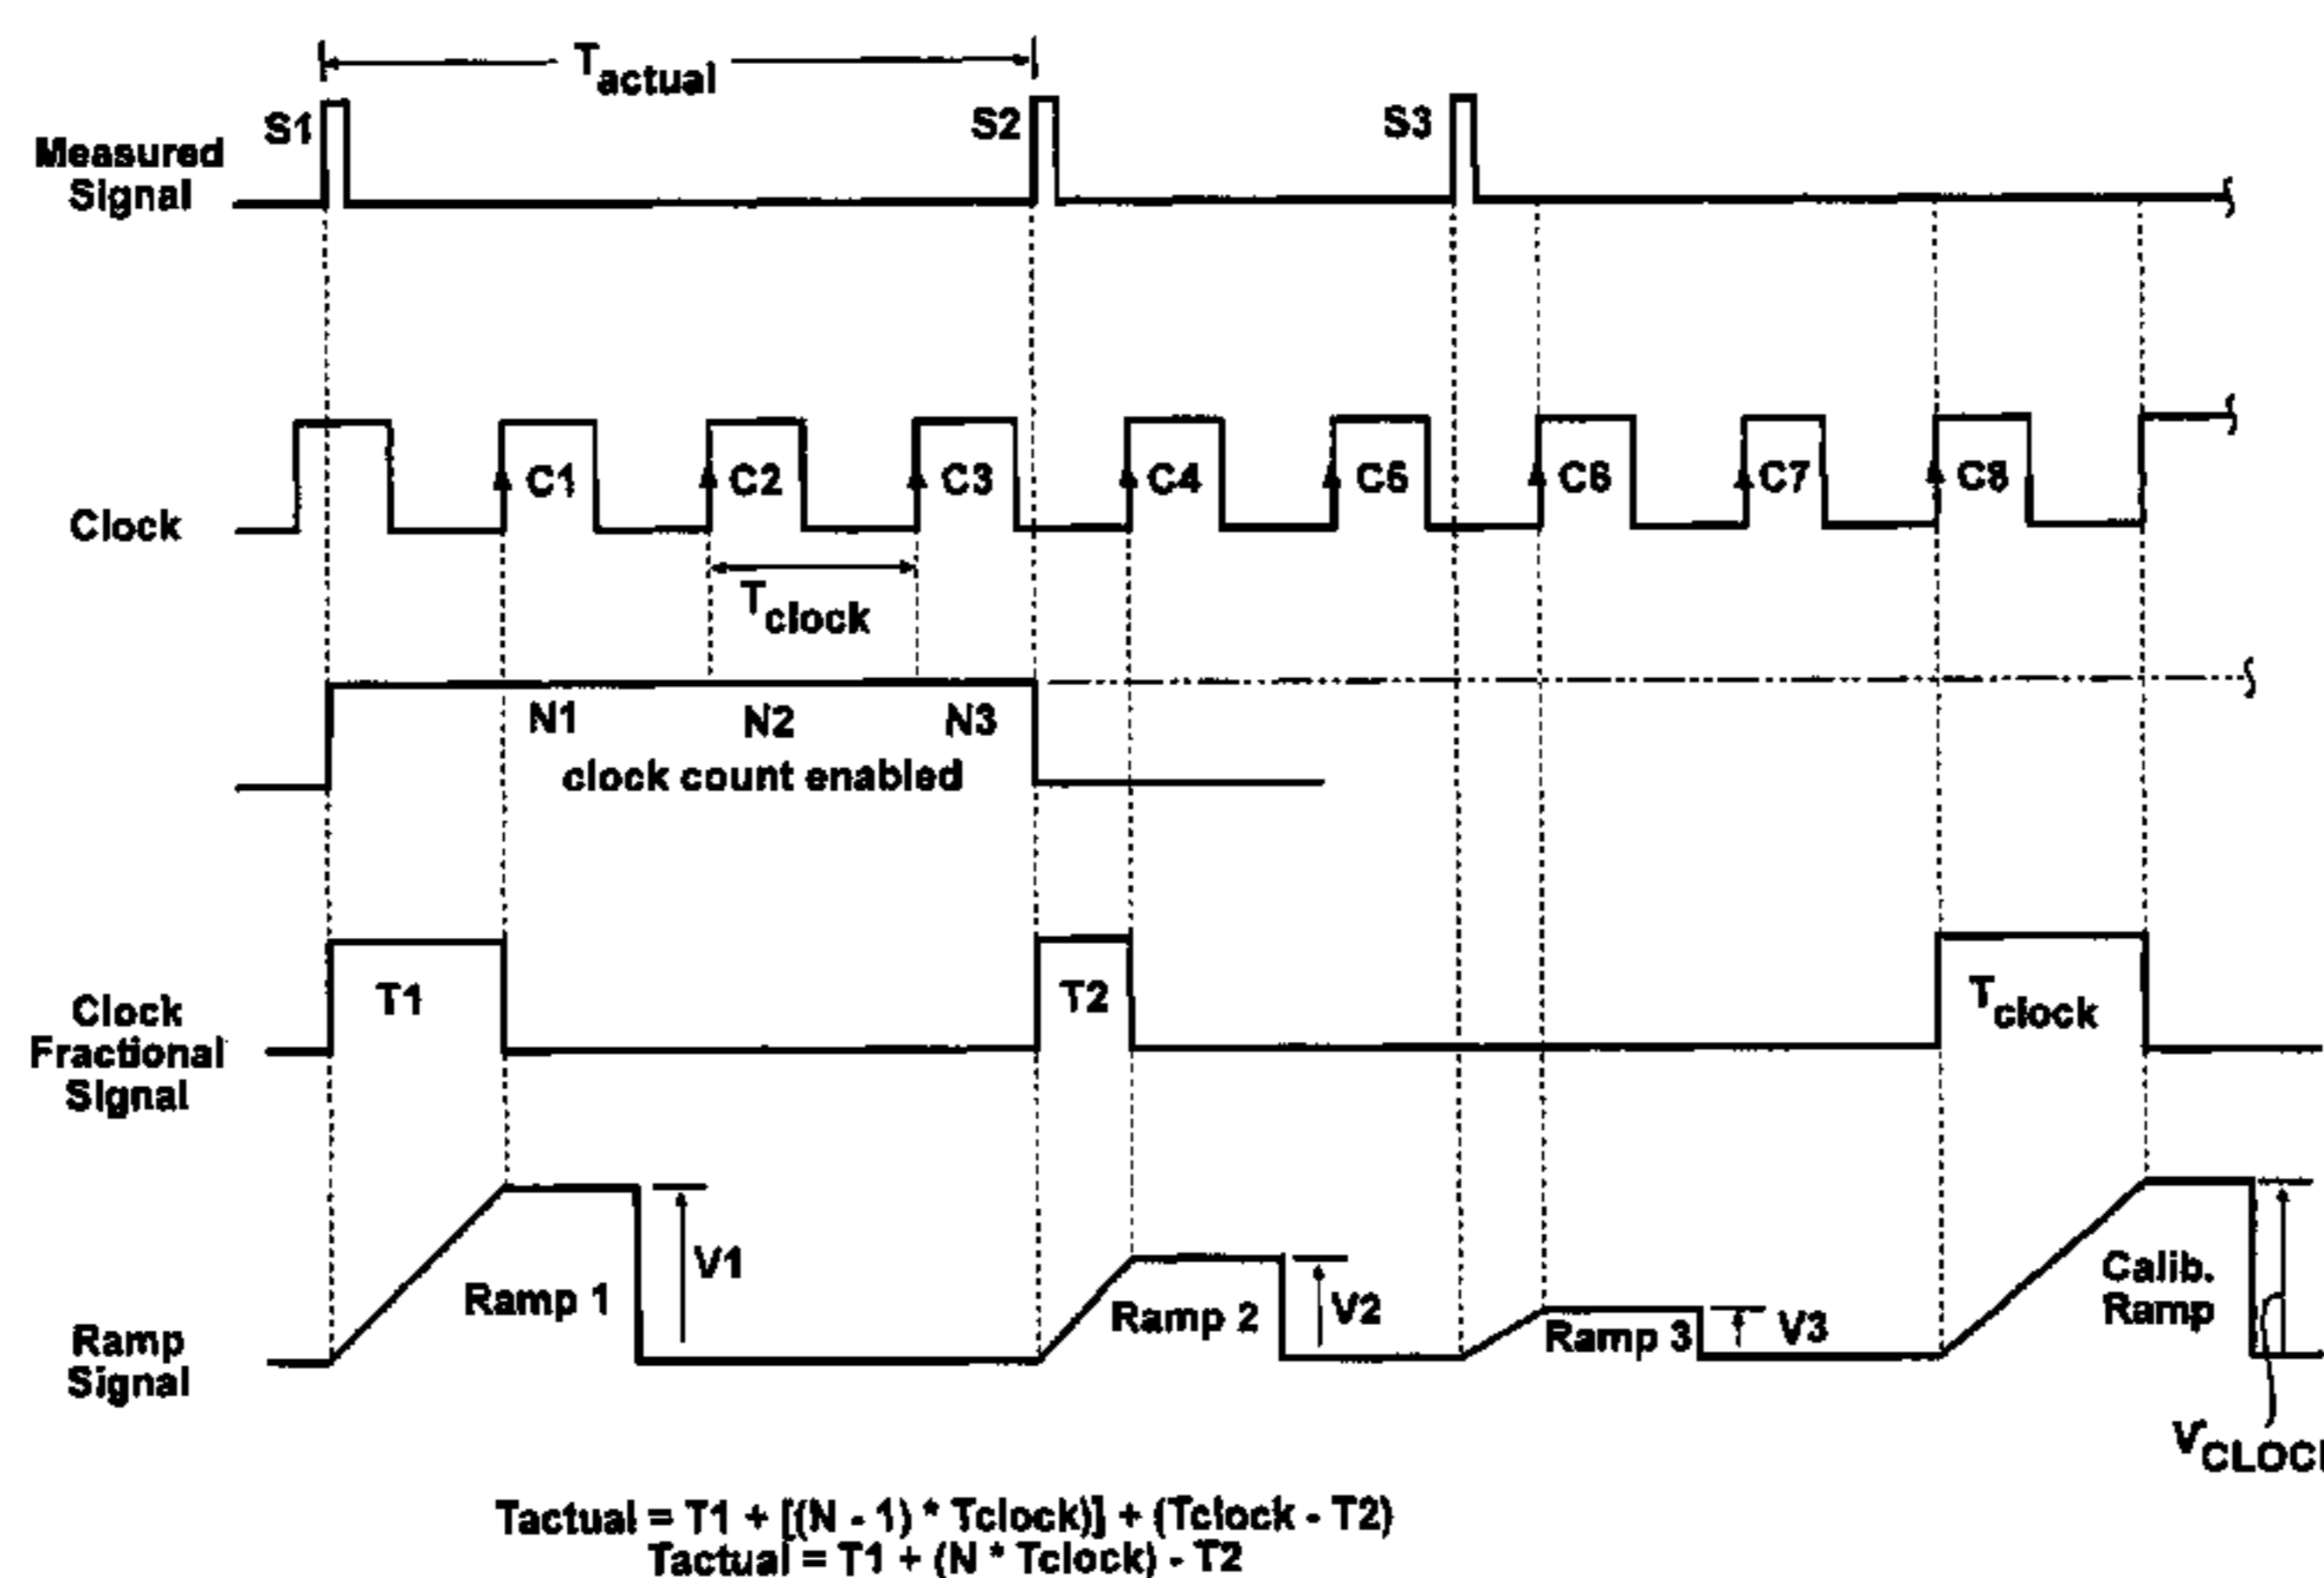 Tactual
S1
S2
S3
Measured
Signal
C1
C2
C3
C4
C5
C6
C7
C8
Clock
Tclock
N1
N2
N3
clock count enabled
T1
T2
Tclock
Clock
Fractional
Signal
V1
Ramp 1
Ramp 2
V2
Ramp 3
V3
Calib.
Ramp
Ramp
Signal
Tactual = T1 + [(N - 1) * Tclock)] + (Tclock - T2)
Tactual = T1 + (N * Tclock) - T2